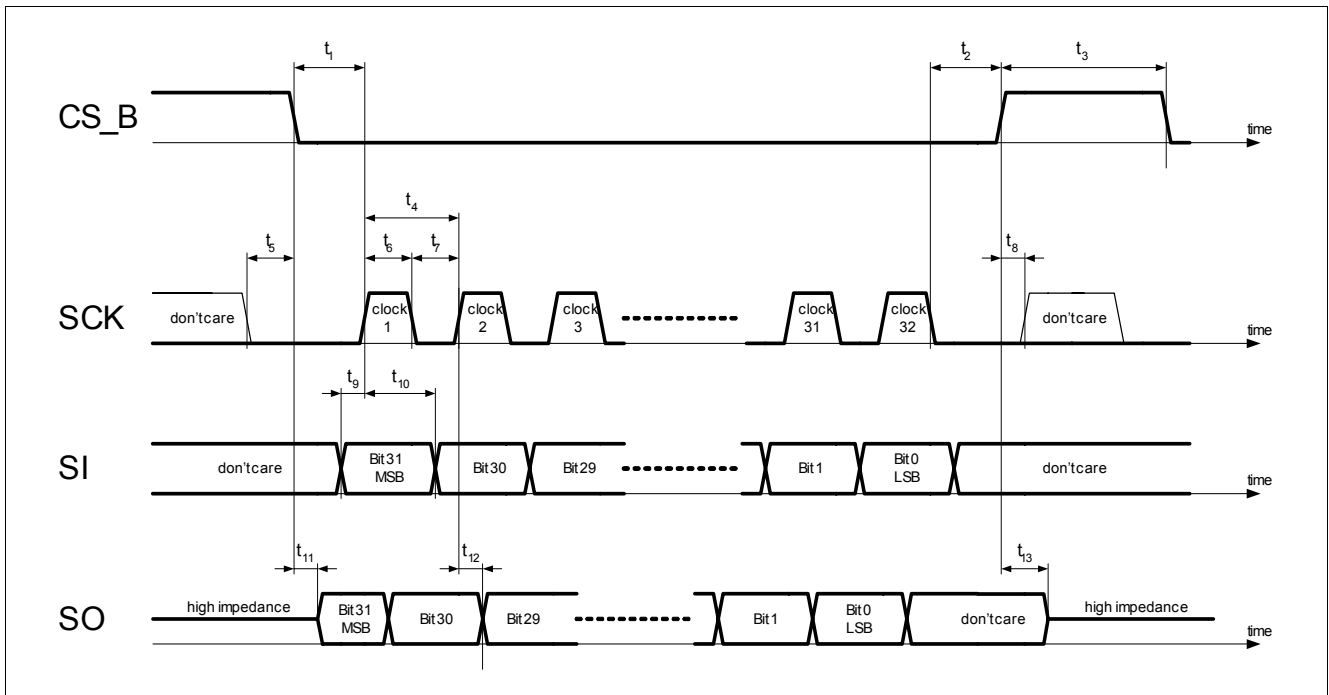 t1
t2
t3
CS_B
time
t4
t5
t6
t7
t8
SCK
don'tcare
clock
1
clock
2
clock
3
clock
31
clock
32
don'tcare
time
t9
t10
SI
don'tcare
Bit31
MSB
Bit30
Bit29
Bit1
Bit0
LSB
don'tcare
time
t11
t12
t13
SO
high impedance
Bit31
MSB
Bit30
Bit29
Bit1
Bit0
LSB
don'tcare
high impedance
time